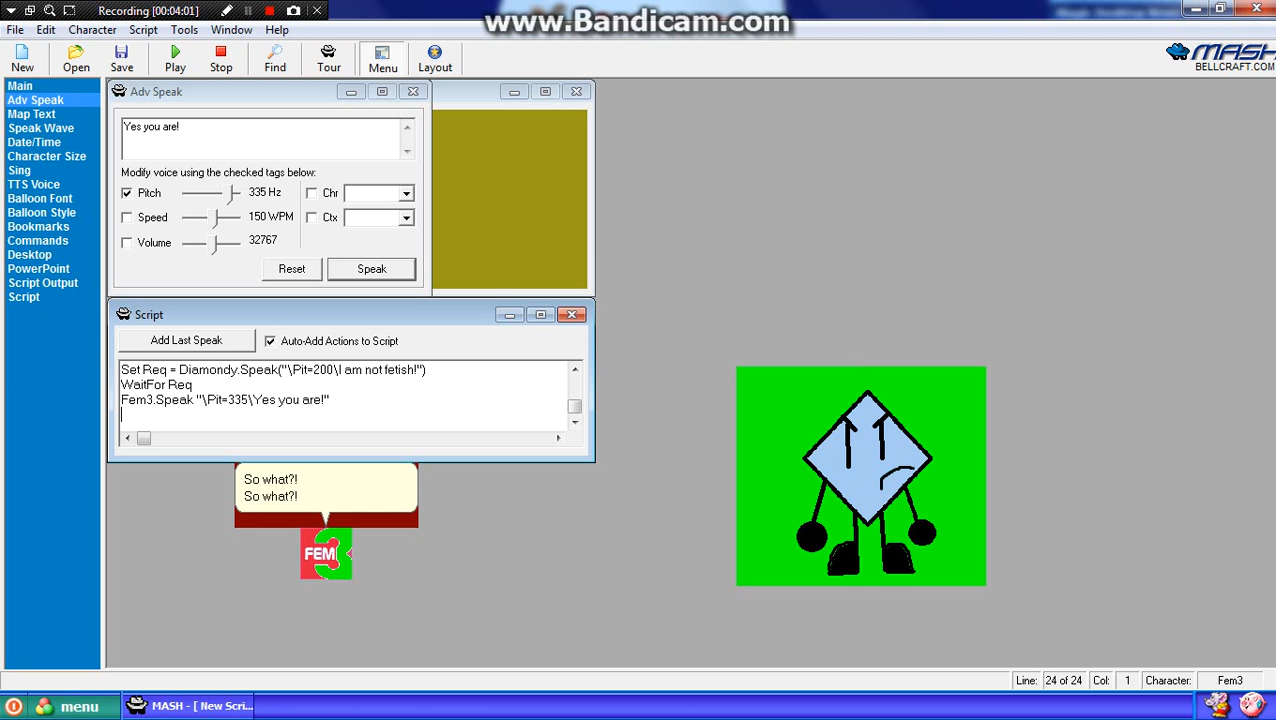 Recording [00:04:01]
www.Bandicam.com
File Edit Character Script Tools Window Help
New Open Save Play Stop Find Tour Menu Layout
MASH
BELLCRAFT.COM
Main
Adv Speak
Map Text
Speak Wave
Date/Time
Character Size
Sing
TTS Voice
Balloon Font
Balloon Style
Bookmarks
Commands
Desktop
PowerPoint
Script Output
Script
Adv Speak
Yes you are!
Modify voice using the checked tags below:
Pitch 335 Hz Chr
Speed 150 WPM Ctx
Volume 32767
Reset Speak
Script
Add Last Speak Auto-Add Actions to Script
Set Req = Diamondy.Speak("\Pit=200\I am not fetish!")
WaitFor Req
Fem3.Speak "\Pit=335\Yes you are!"
So what?!
So what?!
FEM
3
Line: 24 of 24 Col: 1 Character: Fem3
menu MASH - [ New Scri...